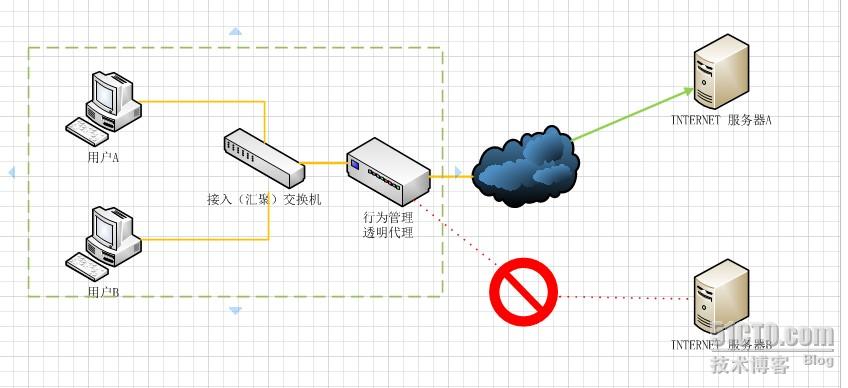 INTERNET 服务器A
用户A
接入（汇聚）交换机
行为管理
透明代理
用户B
INTERNET 服务器B
51CTO.com
技术博客 Blog